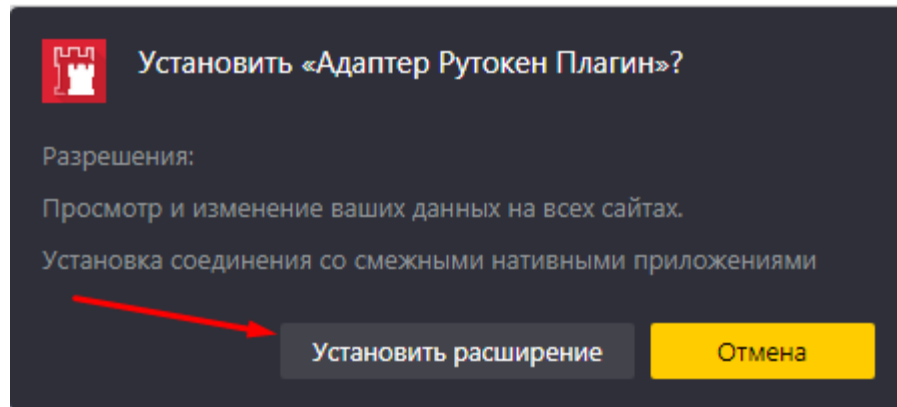 Установить «Адаптер Рутокен Плагин»?
Разрешения:
Просмотр и изменение ваших данных на всех сайтах.
Установка соединения со смежными нативными приложениями
Установить расширение
Отмена